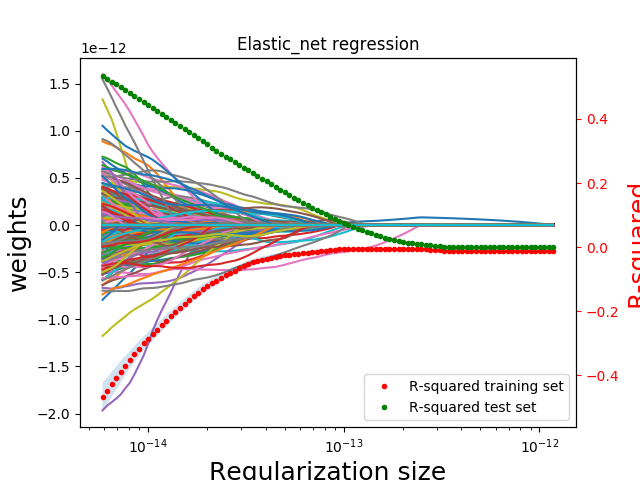 Elastic_net regression
1e−12
1.5
1.0
0.5
0.0
−0.5
−1.0
−1.5
−2.0
weights
0.4
0.2
0.0
−0.2
−0.4
R-squared
R-squared training set
R-squared test set
10⁻¹⁴
10⁻¹³
10⁻¹²
Regularization size